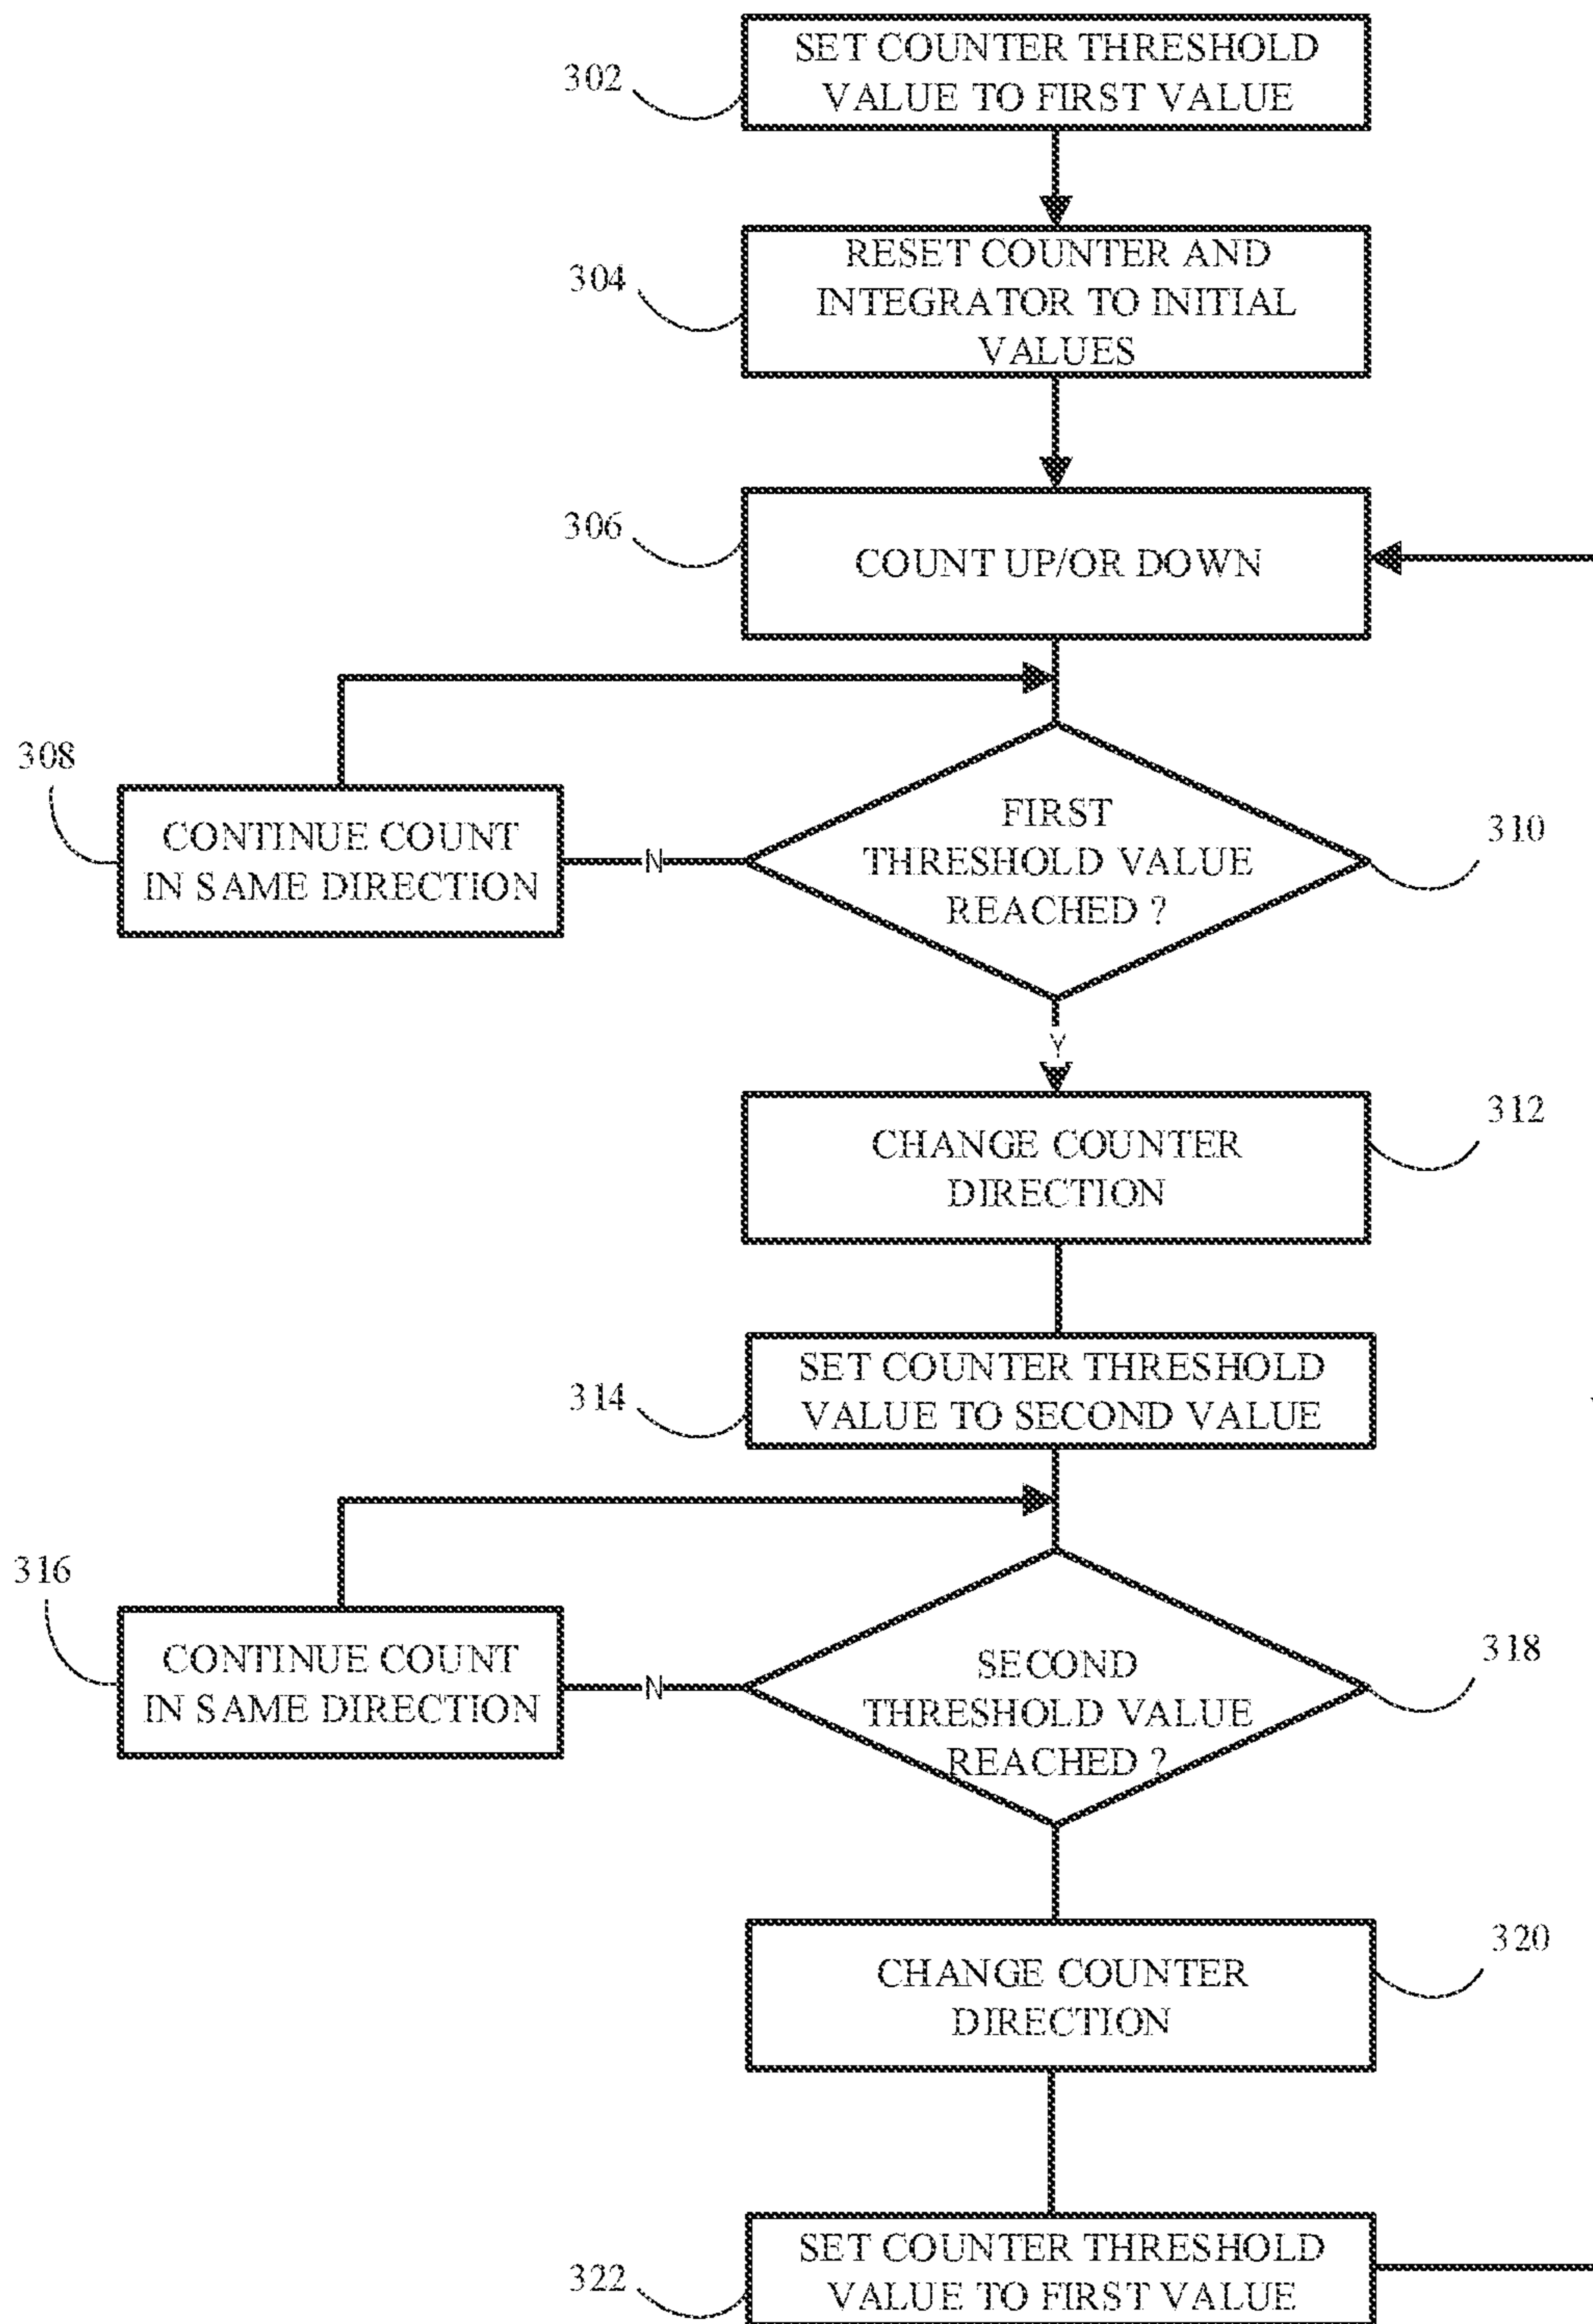 302
SET COUNTER THRESHOLD
VALUE TO FIRST VALUE
304
RESET COUNTER AND
INTEGRATOR TO INITIAL
VALUES
306
COUNT UP/OR DOWN
308
CONTINUE COUNT
IN SAME DIRECTION
N
FIRST
THRESHOLD VALUE
REACHED ?
310
Y
CHANGE COUNTER
DIRECTION
312
314
SET COUNTER THRESHOLD
VALUE TO SECOND VALUE
316
CONTINUE COUNT
IN SAME DIRECTION
N
SECOND
THRESHOLD VALUE
REACHED ?
318
CHANGE COUNTER
DIRECTION
320
322
SET COUNTER THRESHOLD
VALUE TO FIRST VALUE